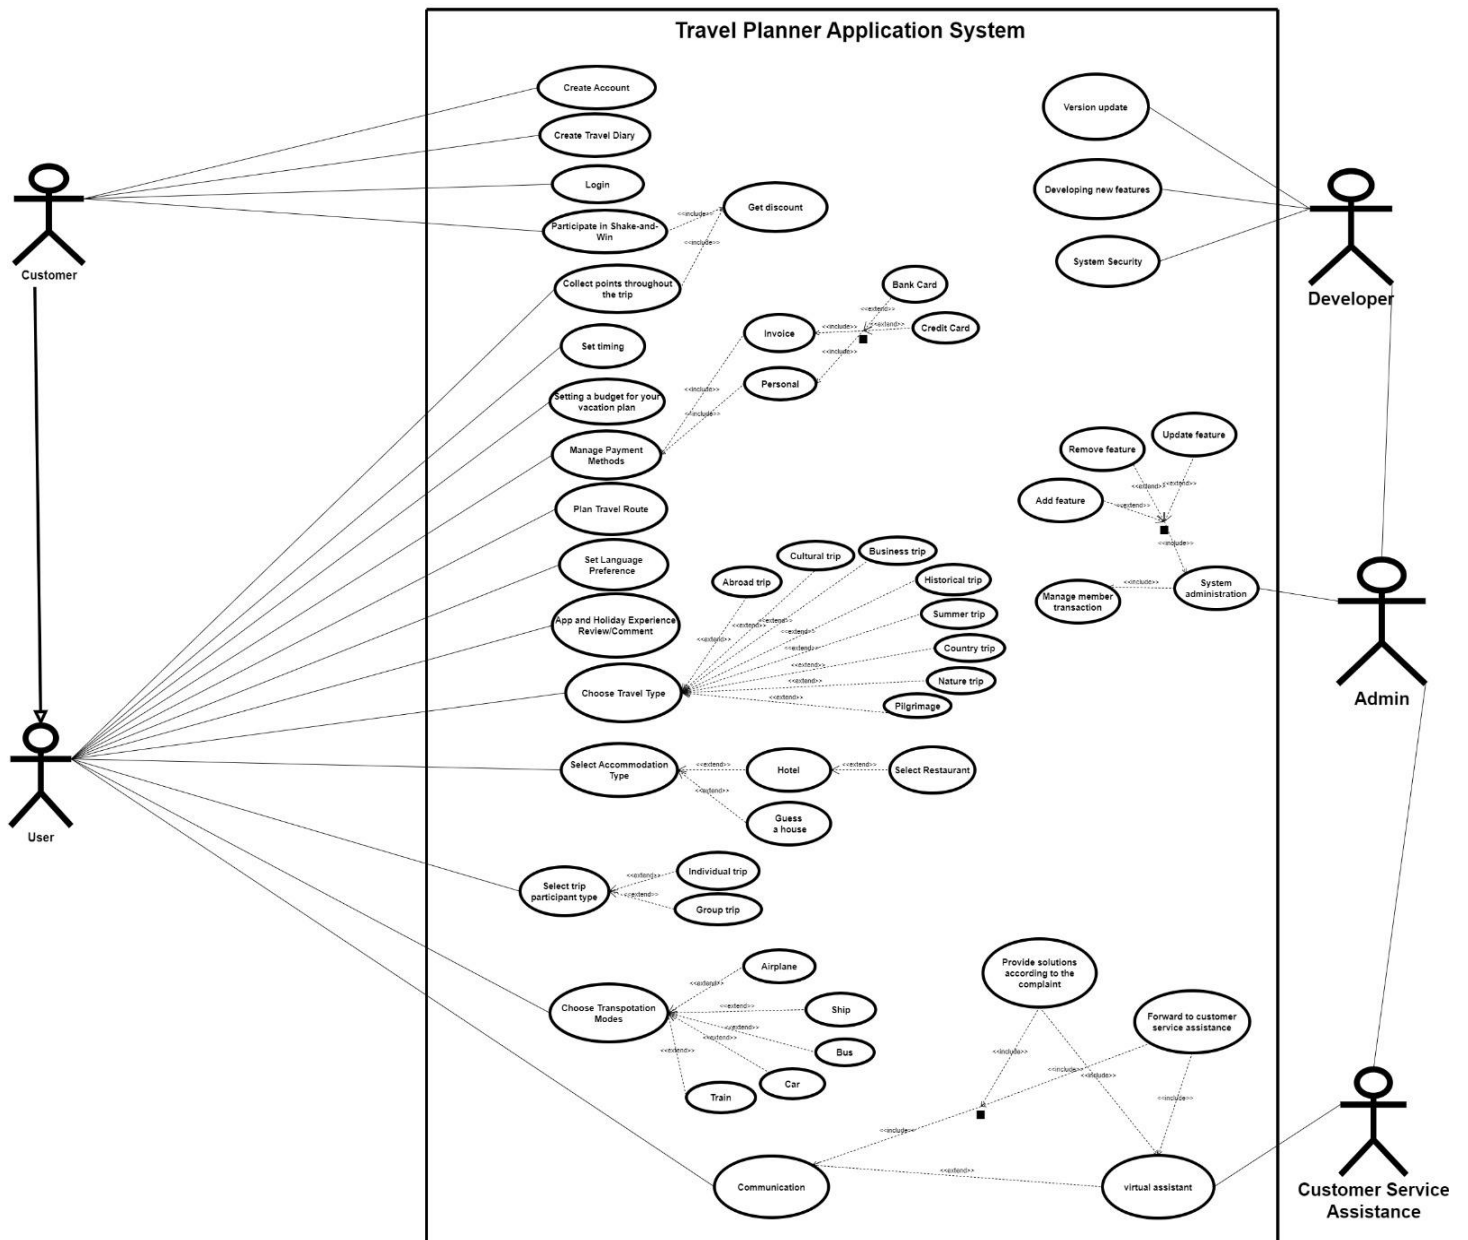 Travel Planner Application System
Create Account
Create Travel Diary
Login
Participate in Shake-and-
Win
<<include>>
Get discount
<<include>>
Collect points throughout
the trip
Set timing
Setting a budget for your
vacation plan
Manage Payment
Methods
<<include>>
<<include>>
Invoice
Personal
<<include>>
<<include>>
<<extend>>
<<extend>>
Bank Card
Credit Card
Plan Travel Route
Set Language
Preference
App and Holiday Experience
Review/Comment
Choose Travel Type
Abroad trip
Cultural trip
Business trip
Historical trip
Summer trip
Country trip
Nature trip
Pilgrimage
<<extend>>
<<extend>>
<<extend>>
<<extend>>
<<extend>>
<<extend>>
<<extend>>
<<extend>>
Select Accommodation
Type
<<extend>>
Hotel
<<extend>>
Select Restaurant
<<extend>>
Guess
a house
Select trip
participant type
<<extend>>
Individual trip
<<extend>>
Group trip
Choose Transpotation
Modes
<<extend>>
Airplane
<<extend>>
Ship
<<extend>>
Bus
<<extend>>
Car
<<extend>>
Train
Communication
<<extend>>
virtual assistant
<<include>>
<<include>>
<<include>>
<<include>>
<<include>>
Provide solutions
according to the
complaint
Forward to customer
service assistance
Version update
Developing new features
System Security
Remove feature
Update feature
Add feature
<<extend>>
<<extend>>
<<extend>>
<<include>>
<<include>>
Manage member
transaction
System
administration
Customer
User
Developer
Admin
Customer Service
Assistance